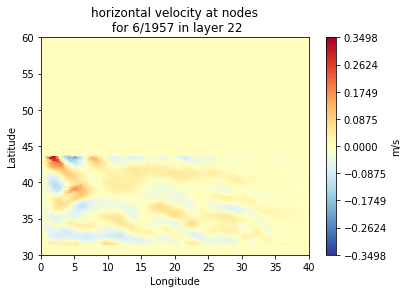 horizontal velocity at nodes
for 6/1957 in layer 22
60
55
50
45
40
35
30
Latitude
0 5 10 15 20 25 30 35 40
Longitude
0.3498
0.2624
0.1749
0.0875
0.0000
−0.0875
−0.1749
−0.2624
−0.3498
m/s